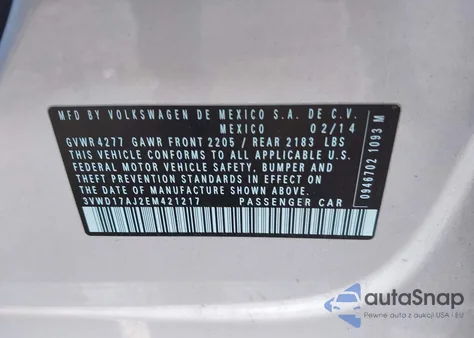 MFD BY VOLKSWAGEN DE MEXICO S.A. DE C.V.
MEXICO 02/14
GVWR 4277 GAWR FRONT 2205 / REAR 2183 LBS
THIS VEHICLE CONFORMS TO ALL APPLICABLE
FEDERAL MOTOR VEHICLE SAFETY, BUMPER AND
THEFT PREVENTION STANDARDS IN EFFECT ON
THE DATE OF MANUFACTURE SHOWN ABOVE
3VWD17AJ2EM421217 PASSENGER CAR
0946702 1093 M
autoSnap
Pewne auta z aukcji USA i EU